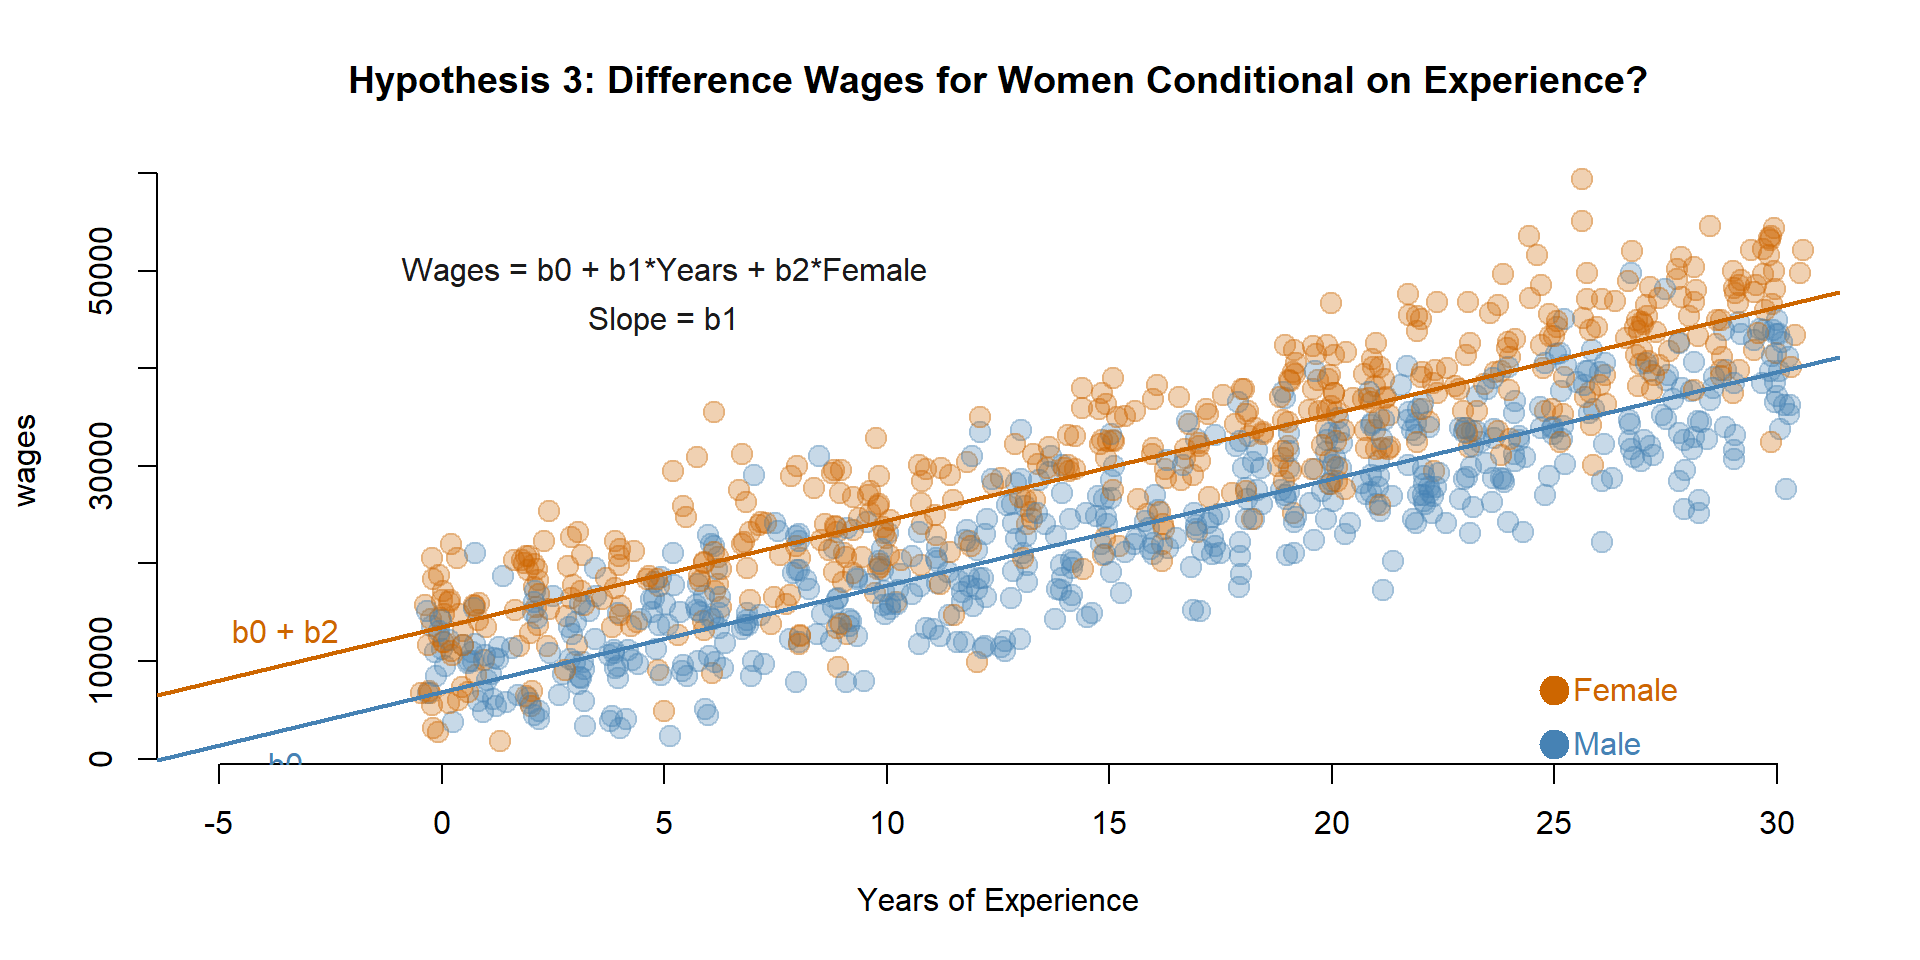 Hypothesis 3: Difference Wages for Women Conditional on Experience?
Wages = b0 + b1*Years + b2*Female
Slope = b1
wages
50000
30000
10000
0
b0 + b2
b0
Female
Male
-5 0 5 10 15 20 25 30
Years of Experience